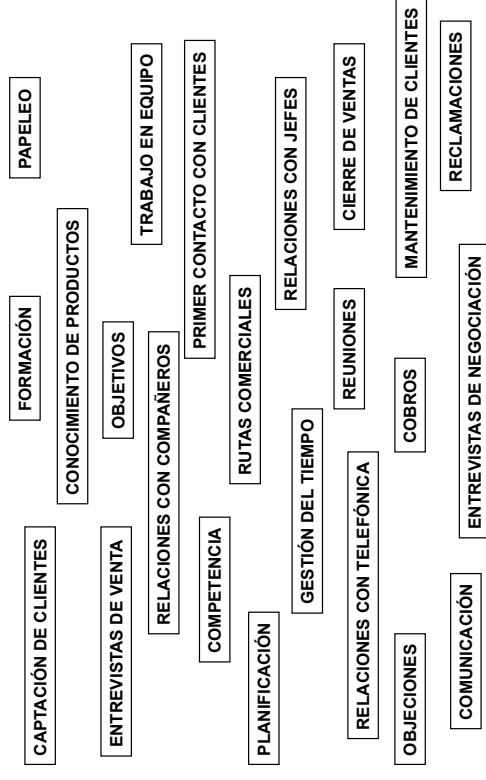 CAPTACIÓN DE CLIENTES
FORMACIÓN
PAPELEO
CONOCIMIENTO DE PRODUCTOS
ENTREVISTAS DE VENTA
OBJETIVOS
TRABAJO EN EQUIPO
RELACIONES CON COMPAÑEROS
PRIMER CONTACTO CON CLIENTES
COMPETENCIA
RUTAS COMERCIALES
PLANIFICACIÓN
RELACIONES CON JEFES
GESTIÓN DEL TIEMPO
REUNIONES
CIERRE DE VENTAS
RELACIONES CON TELEFÓNICA
OBJECIONES
COBROS
MANTENIMIENTO DE CLIENTES
RECLAMACIONES
COMUNICACIÓN
ENTREVISTAS DE NEGOCIACIÓN